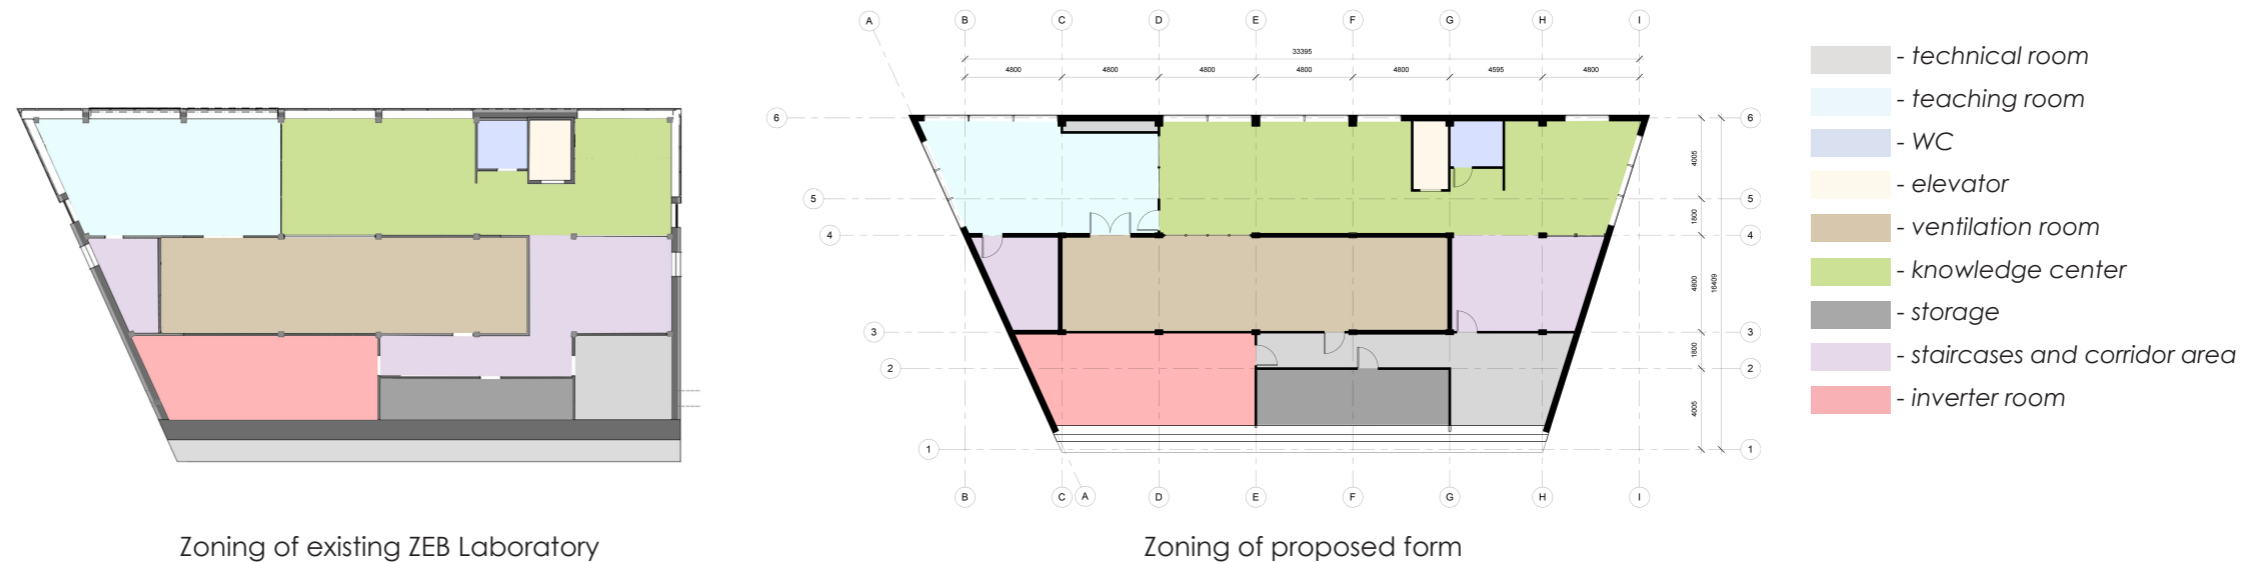 A B C D E F G H I
33395
4800 4800 4800 4800 4800 4595 4800
6 6
4005
5 5
1800
4 4
4800 16409
3 3
1800
2 2
4005
1 1
B C A D E F G H I
- technical room
- teaching room
- WC
- elevator
- ventilation room
- knowledge center
- storage
- staircases and corridor area
- inverter room
Zoning of existing ZEB Laboratory
Zoning of proposed form